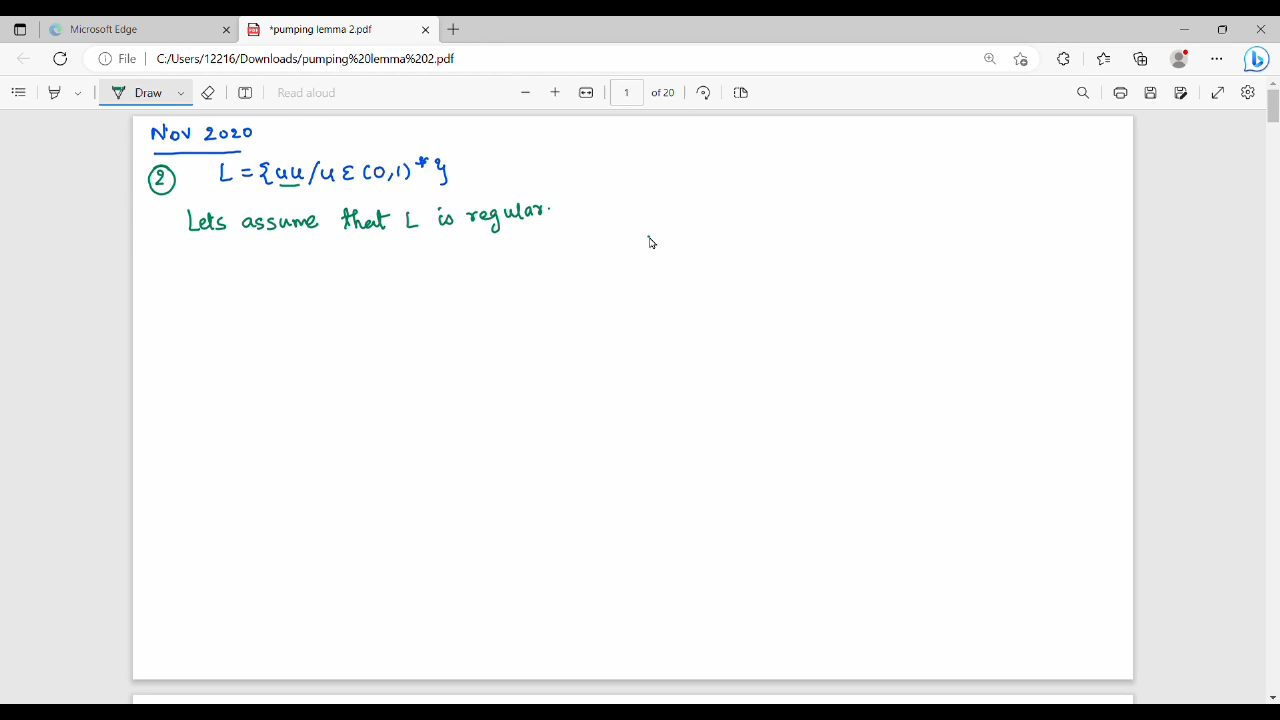 Microsoft Edge
*pumping lemma 2.pdf
File C:/Users/12216/Downloads/pumping%20lemma%202.pdf
Draw Read aloud 1 of 20
Nov 2020
2 L = {uu/u ε (0,1)*}
Lets assume that L is regular.